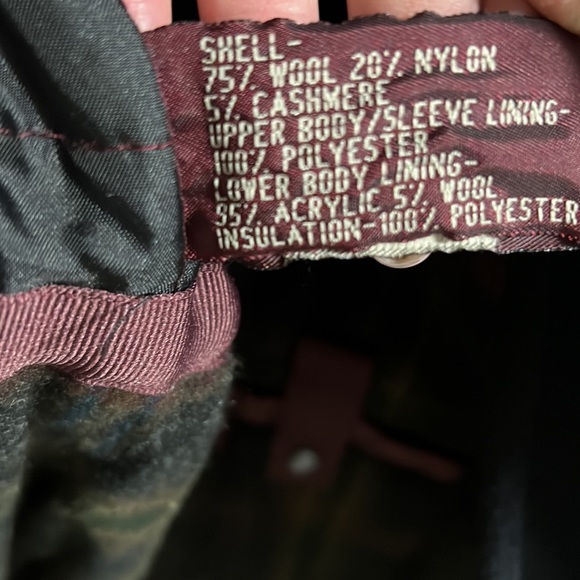 SHELL-
75% WOOL 20% NYLON
5% CASHMERE
UPPER BODY/SLEEVE LINING-
100% POLYESTER
LOWER BODY LINING-
95% ACRYLIC 5% WOOL
INSULATION-100% POLYESTER